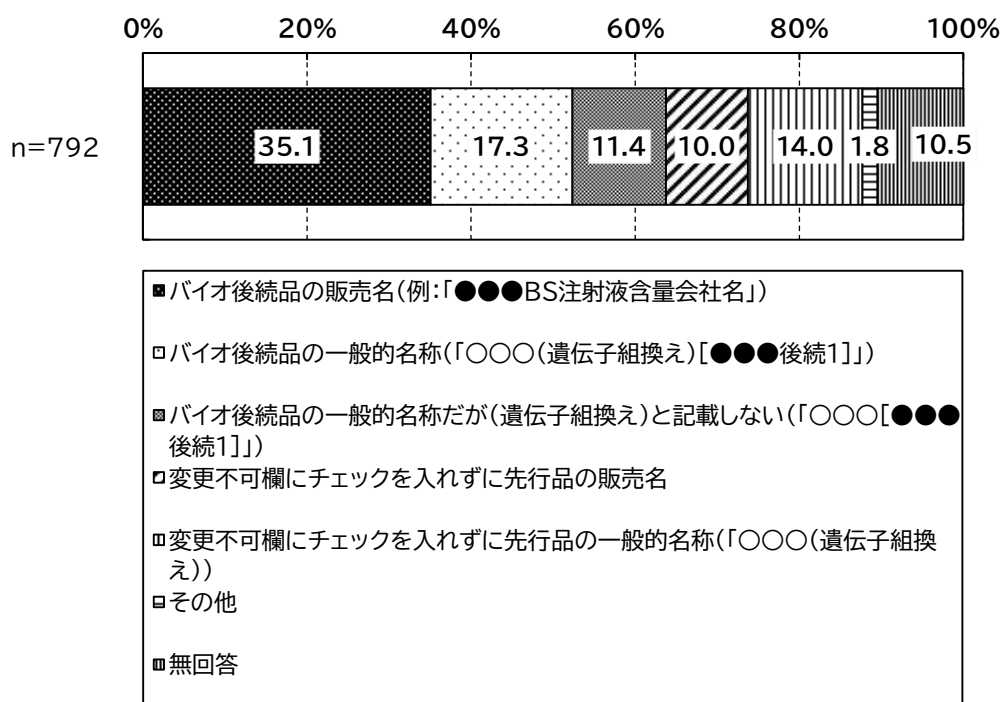 0% 20% 40% 60% 80% 100%
n=792 35.1 17.3 11.4 10.0 14.0 1.8 10.5
バイオ後続品の販売名(例:「●●●BS注射液含量会社名」)
バイオ後続品の一般的名称(「○○○(遺伝子組換え)[●●●後続1]」)
バイオ後続品の一般的名称だが(遺伝子組換え)と記載しない(「○○○[●●●
後続1]」)
変更不可欄にチェックを入れずに先行品の販売名
変更不可欄にチェックを入れずに先行品の一般的名称(「○○○(遺伝子組換
え))
その他
無回答